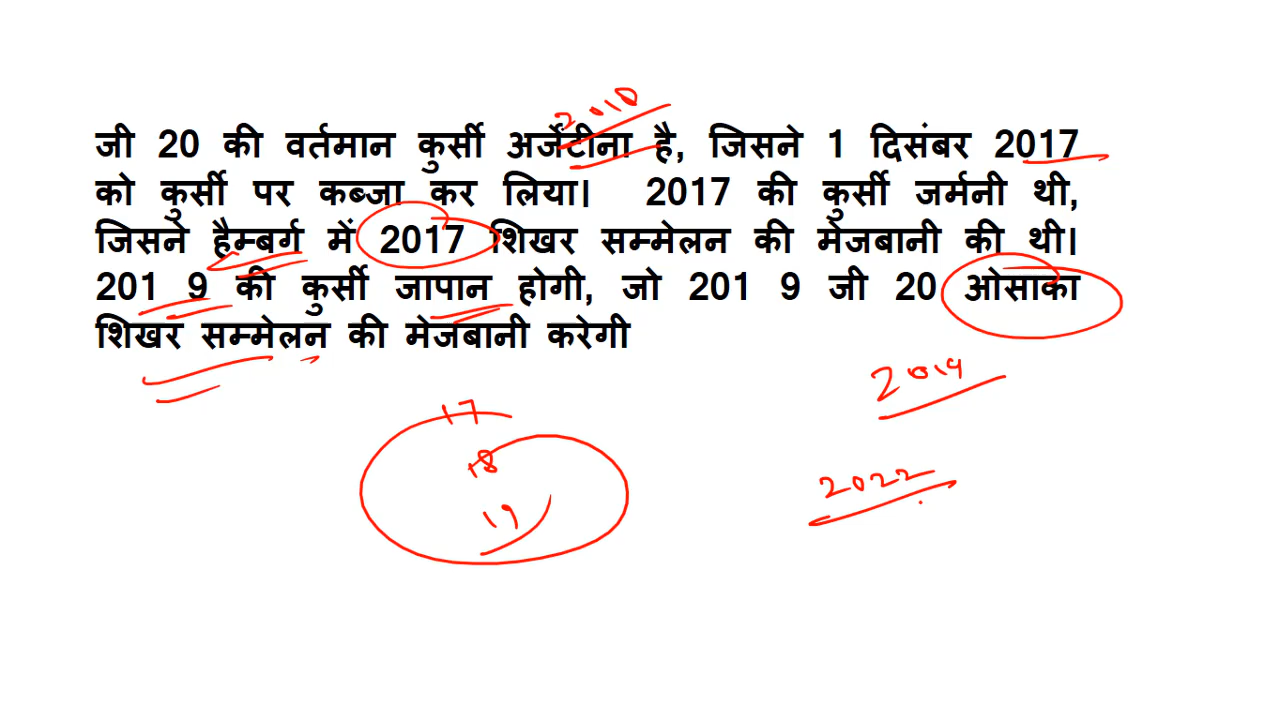 2010
जी 20 की वर्तमान कुर्सी अर्जेंटीना है, जिसने 1 दिसंबर 2017
को कुर्सी पर कब्जा कर लिया। 2017 की कुर्सी जर्मनी थी,
जिसने हैम्बर्ग में 2017 शिखर सम्मेलन की मेजबानी की थी।
201 9 की कुर्सी जापान होगी, जो 201 9 जी 20 ओसाका
शिखर सम्मेलन की मेजबानी करेगी
2019
17
18
2022
19